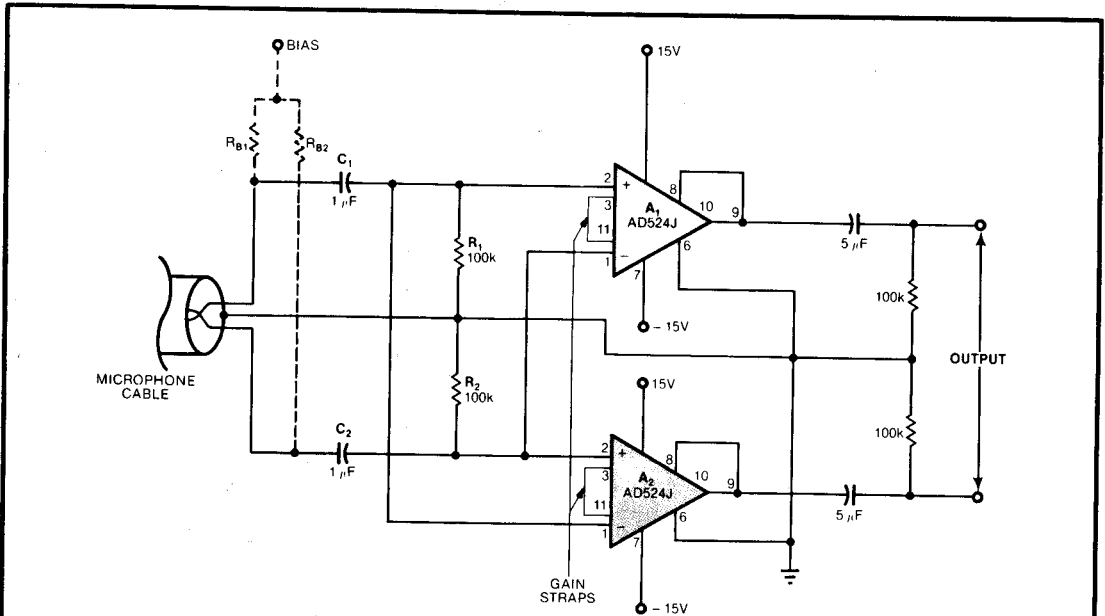 BIAS
15V
RB1
RB2
C1
1 μF
2
+
8
3
A1
10
9
AD524J
11
6
−
1
7
5 μF
R1
100k
100k
− 15V
OUTPUT
MICROPHONE
CABLE
R2
100k
15V
100k
C2
1 μF
2
+
8
3
A2
10
9
AD524J
11
6
−
1
7
5 μF
GAIN
STRAPS
− 15V